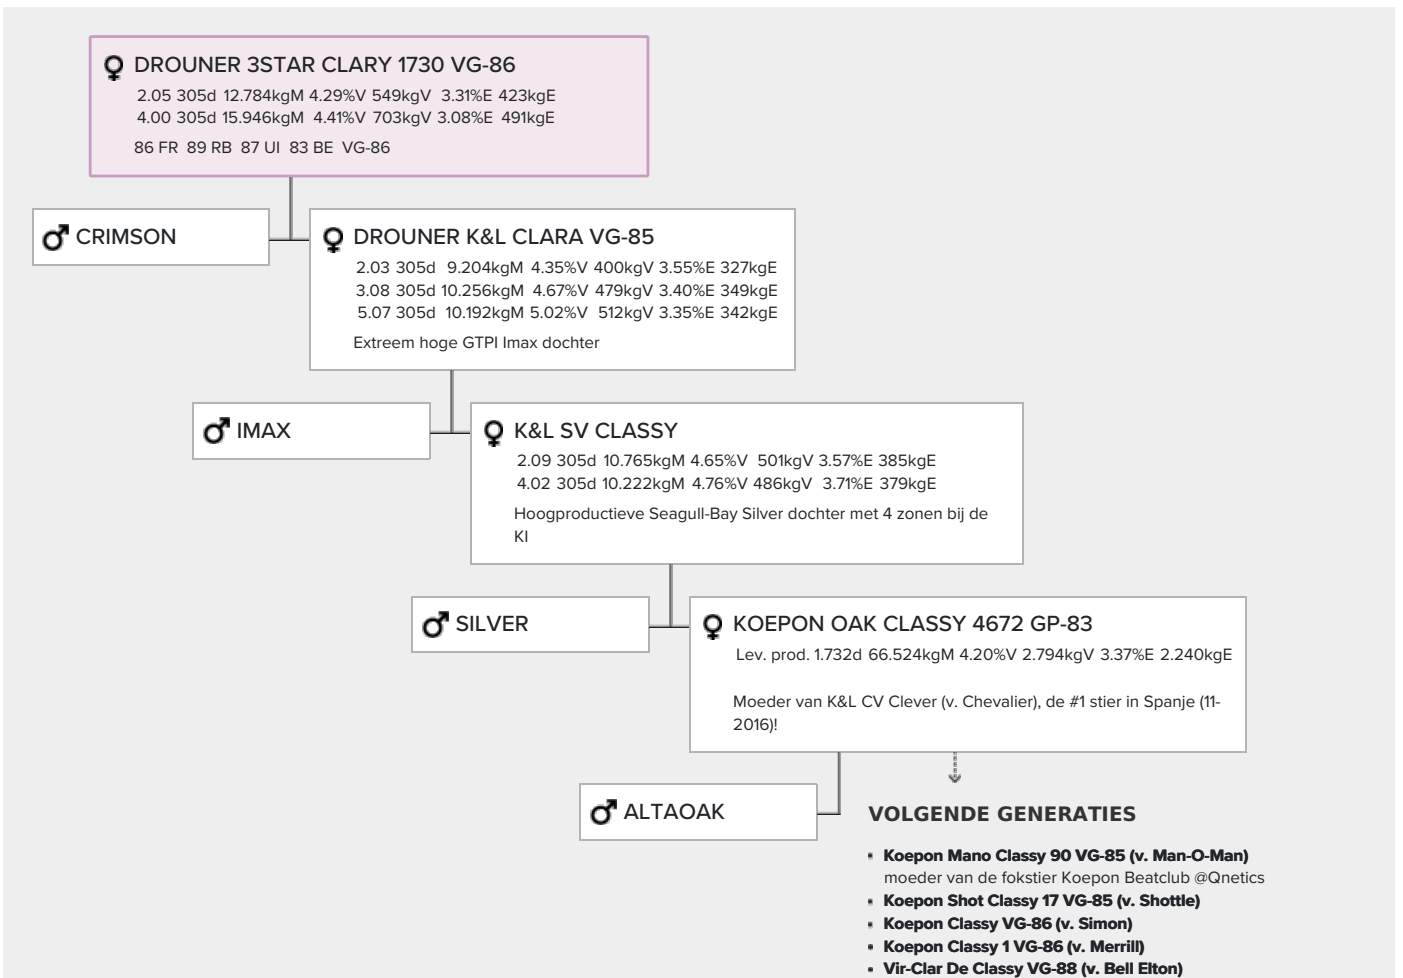 DROUNER 3STAR CLARY 1730 VG-86
2.05 305d 12.784kgM 4.29%V 549kgV 3.31%E 423kgE
4.00 305d 15.946kgM 4.41%V 703kgV 3.08%E 491kgE
86 FR 89 RB 87 UI 83 BE VG-86
CRIMSON
DROUNER K&L CLARA VG-85
2.03 305d 9.204kgM 4.35%V 400kgV 3.55%E 327kgE
3.08 305d 10.256kgM 4.67%V 479kgV 3.40%E 349kgE
5.07 305d 10.192kgM 5.02%V 512kgV 3.35%E 342kgE
Extreem hoge GTPI Imax dochter
IMAX
K&L SV CLASSY
2.09 305d 10.765kgM 4.65%V 501kgV 3.57%E 385kgE
4.02 305d 10.222kgM 4.76%V 486kgV 3.71%E 379kgE
Hoogproductieve Seagull-Bay Silver dochter met 4 zonen bij de
KI
SILVER
KOEPON OAK CLASSY 4672 GP-83
Lev. prod. 1.732d 66.524kgM 4.20%V 2.794kgV 3.37%E 2.240kgE
Moeder van K&L CV Clever (v. Chevalier), de #1 stier in Spanje (11-
2016)!
ALTAOAK
VOLGENDE GENERATIES
Koepon Mano Classy 90 VG-85 (v. Man-O-Man)
moeder van de fokstier Koepon Beatclub @Qnetics
Koepon Shot Classy 17 VG-85 (v. Shottle)
Koepon Classy VG-86 (v. Simon)
Koepon Classy 1 VG-86 (v. Merrill)
Vir-Clar De Classy VG-88 (v. Bell Elton)